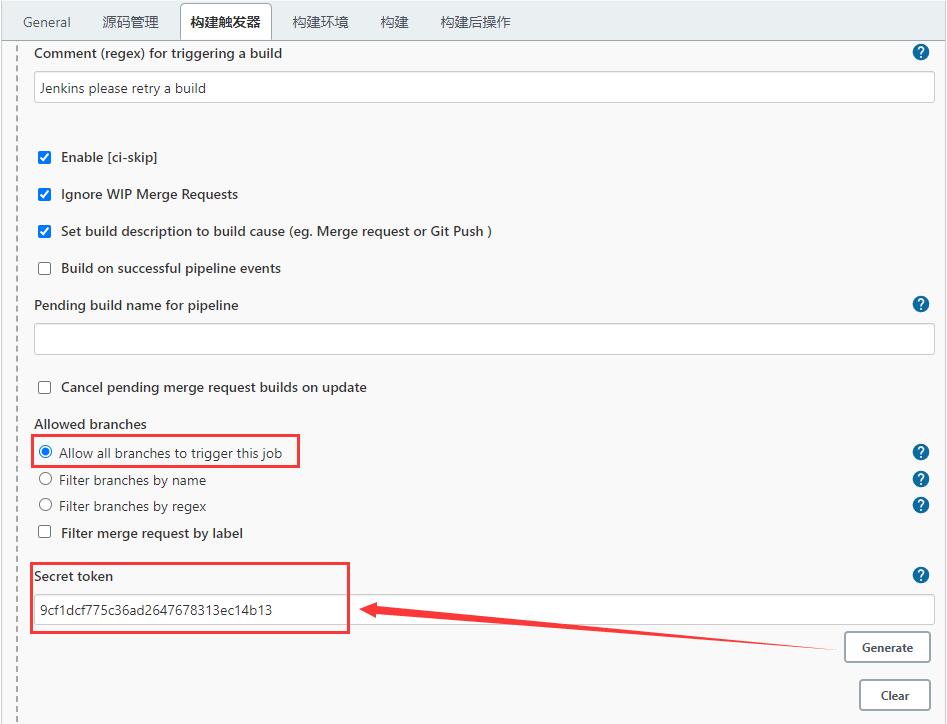 General 源码管理 构建触发器 构建环境 构建 构建后操作
Comment (regex) for triggering a build
Jenkins please retry a build
Enable [ci-skip]
Ignore WIP Merge Requests
Set build description to build cause (eg. Merge request or Git Push )
Build on successful pipeline events
Pending build name for pipeline
Cancel pending merge request builds on update
Allowed branches
Allow all branches to trigger this job
Filter branches by name
Filter branches by regex
Filter merge request by label
Secret token
9cf1dcf775c36ad2647678313ec14b13
Generate
Clear